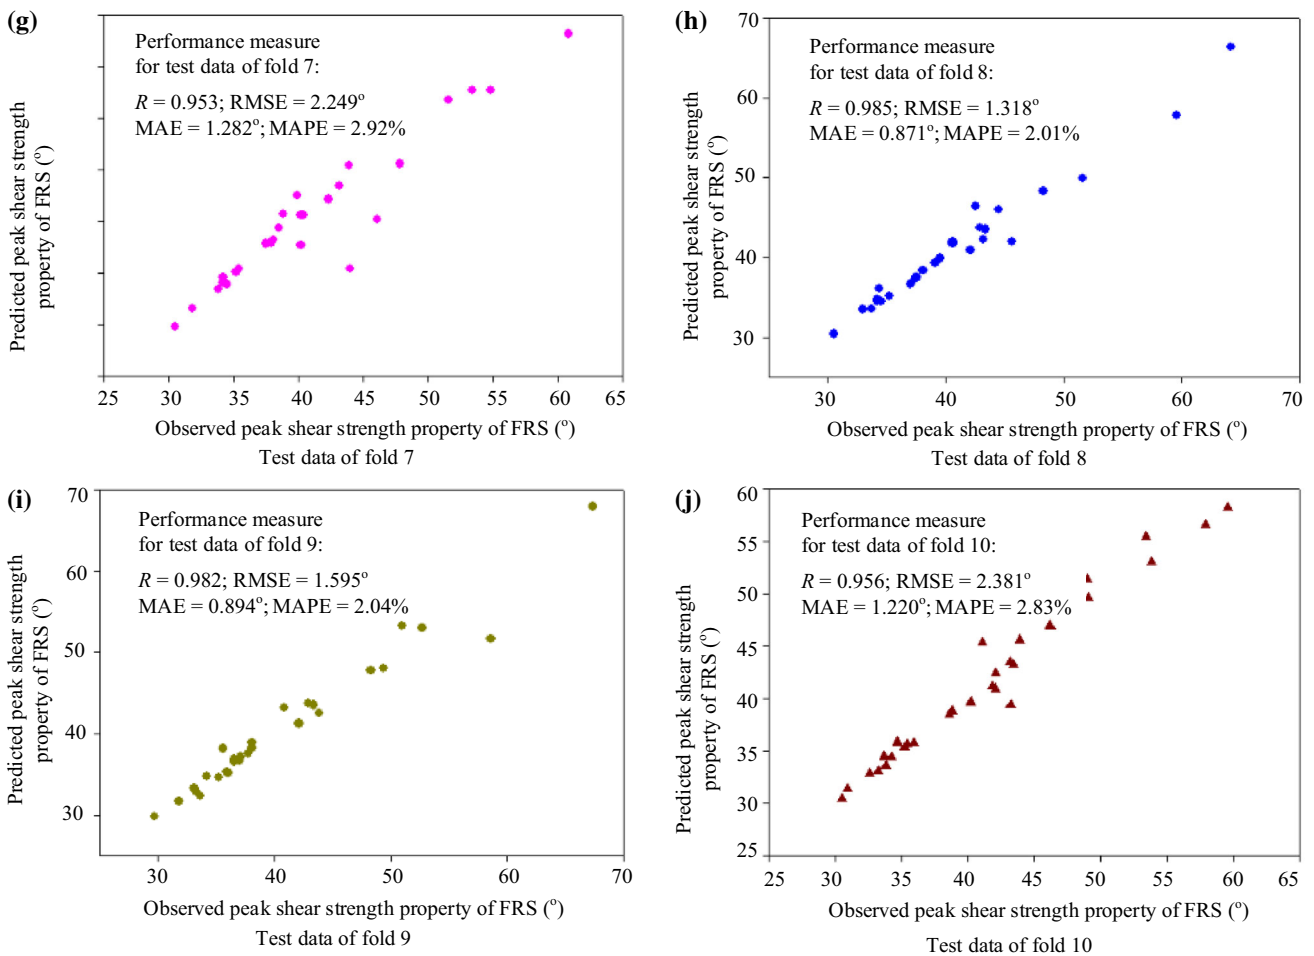 (g)
Performance measure
for test data of fold 7:
R = 0.953; RMSE = 2.249°
MAE = 1.282°; MAPE = 2.92%
Predicted peak shear strength
property of FRS (°)
25 30 35 40 45 50 55 60 65
Observed peak shear strength property of FRS (°)
Test data of fold 7
(h)
Performance measure
for test data of fold 8:
R = 0.985; RMSE = 1.318°
MAE = 0.871°; MAPE = 2.01%
Predicted peak shear strength
property of FRS (°)
70
60
50
40
30
30 40 50 60 70
Observed peak shear strength property of FRS (°)
Test data of fold 8
(i)
Performance measure
for test data of fold 9:
R = 0.982; RMSE = 1.595°
MAE = 0.894°; MAPE = 2.04%
Predicted peak shear strength
property of FRS (°)
70
60
50
40
30
30 40 50 60 70
Observed peak shear strength property of FRS (°)
Test data of fold 9
(j)
Performance measure
for test data of fold 10:
R = 0.956; RMSE = 2.381°
MAE = 1.220°; MAPE = 2.83%
Predicted peak shear strength
property of FRS (°)
60
55
50
45
40
35
30
25
25 30 35 40 45 50 55 60 65
Observed peak shear strength property of FRS (°)
Test data of fold 10